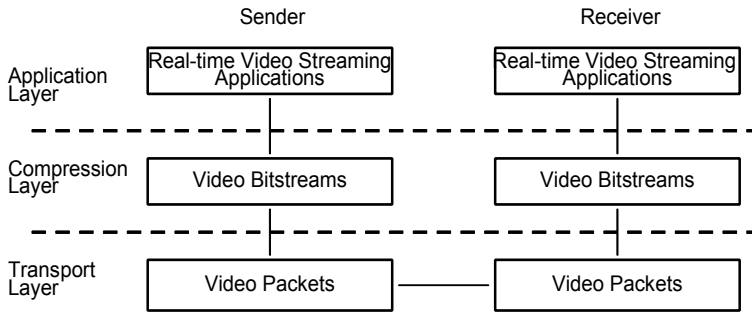 Sender Receiver
Real-time Video Streaming Real-time Video Streaming
Application Applications Applications
Layer
Compression
Layer Video Bitstreams Video Bitstreams
Transport
Layer Video Packets Video Packets